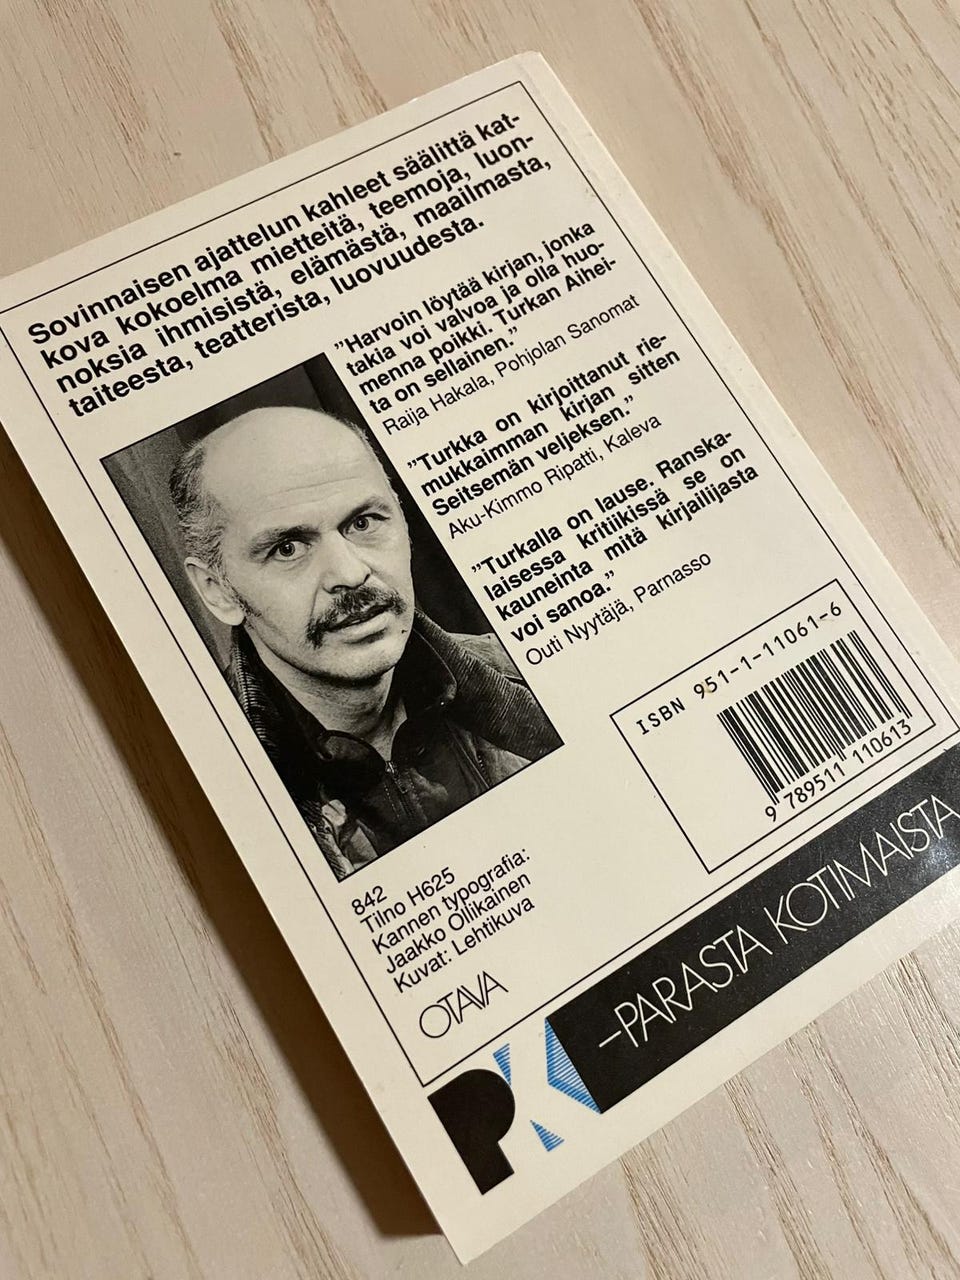 Sovinnaisen ajattelun kahleet säälittä kat-
kova kokoelma mietteitä, teemoja, luon-
noksia ihmisistä, elämästä, maailmasta,
taiteesta, teatterista, luovuudesta.
”Harvoin löytää kirjan, jonka
takia voi valvoa ja olla huo-
menna poikki. Turkan Aihei-
ta on sellainen.”
Raija Hakala, Pohjolan Sanomat
”Turkka on kirjoittanut rie-
mukkaimman kirjan sitten
Seitsemän veljeksen.”
Aku-Kimmo Ripatti, Kaleva
”Turkalla on lause. Ranska-
laisessa kritiikissä se on
kauneinta mitä kirjailijasta
voi sanoa.”
Outi Nyytäjä, Parnasso
ISBN 951-1-11061-6
9 789511 110613
842
Tilno H625
Kannen typografia:
Jaakko Ollikainen
Kuvat: Lehtikuva
OTAVA
PK –PARASTA KOTIMAISTA